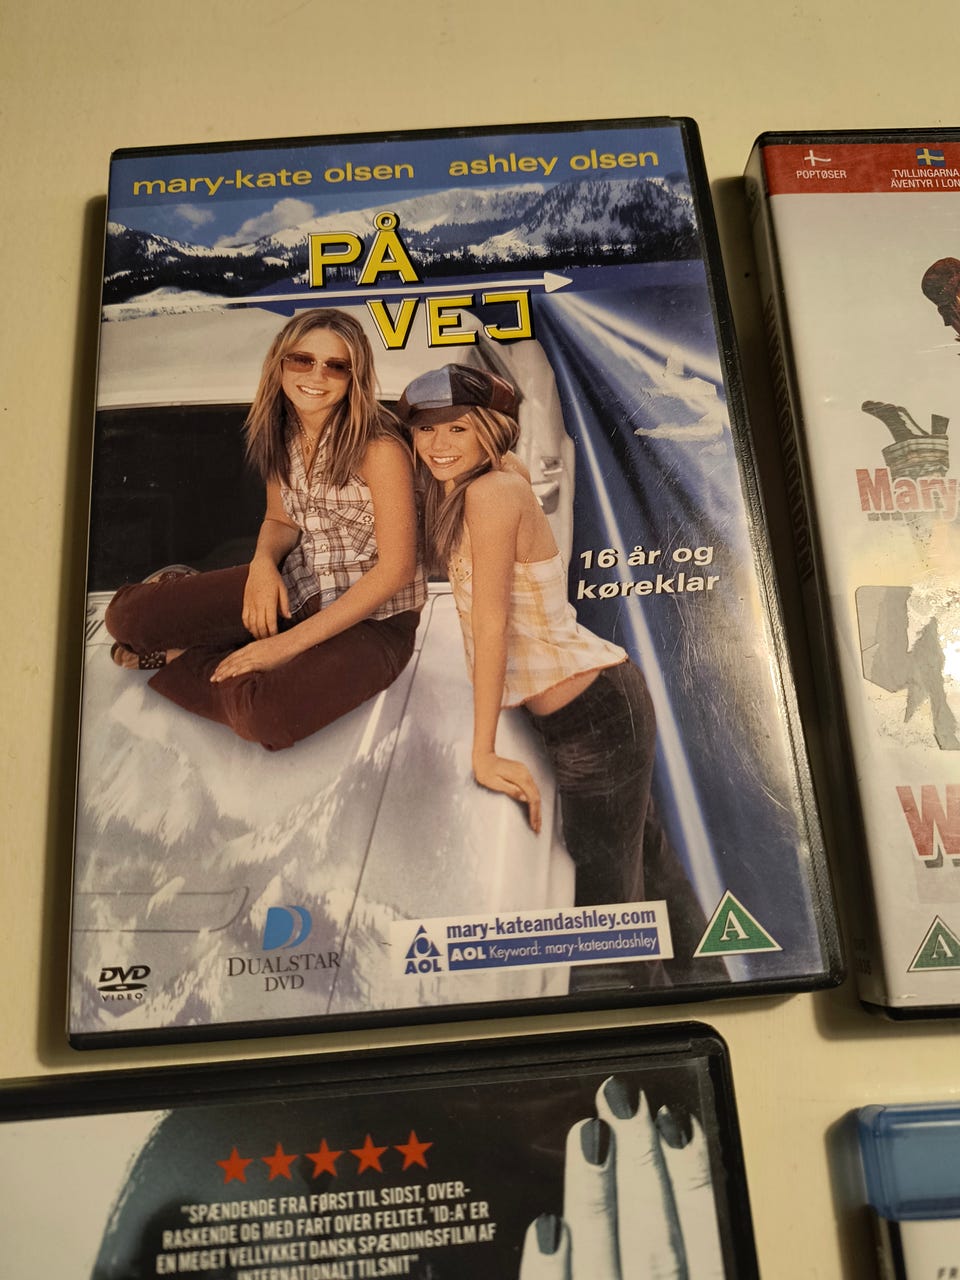 mary-kate olsen ashley olsen
PÅ
VEJ
16 år og
køreklar
mary-kateandashley.com
AOL AOL Keyword: mary-kateandashley
DVD
VIDEO
DUALSTAR
DVD
A
POPTØSER
TVILLINGARNA
ÄVENTYR I LON
Mary
W
A
"SPÆNDENDE FRA FØRST TIL SIDST, OVER-
RASKENDE OG MED FART OVER FELTET. 'ID:A' ER
EN MEGET VELLYKKET DANSK SPÆNDINGSFILM AF
INTERNATIONALT TILSNIT"